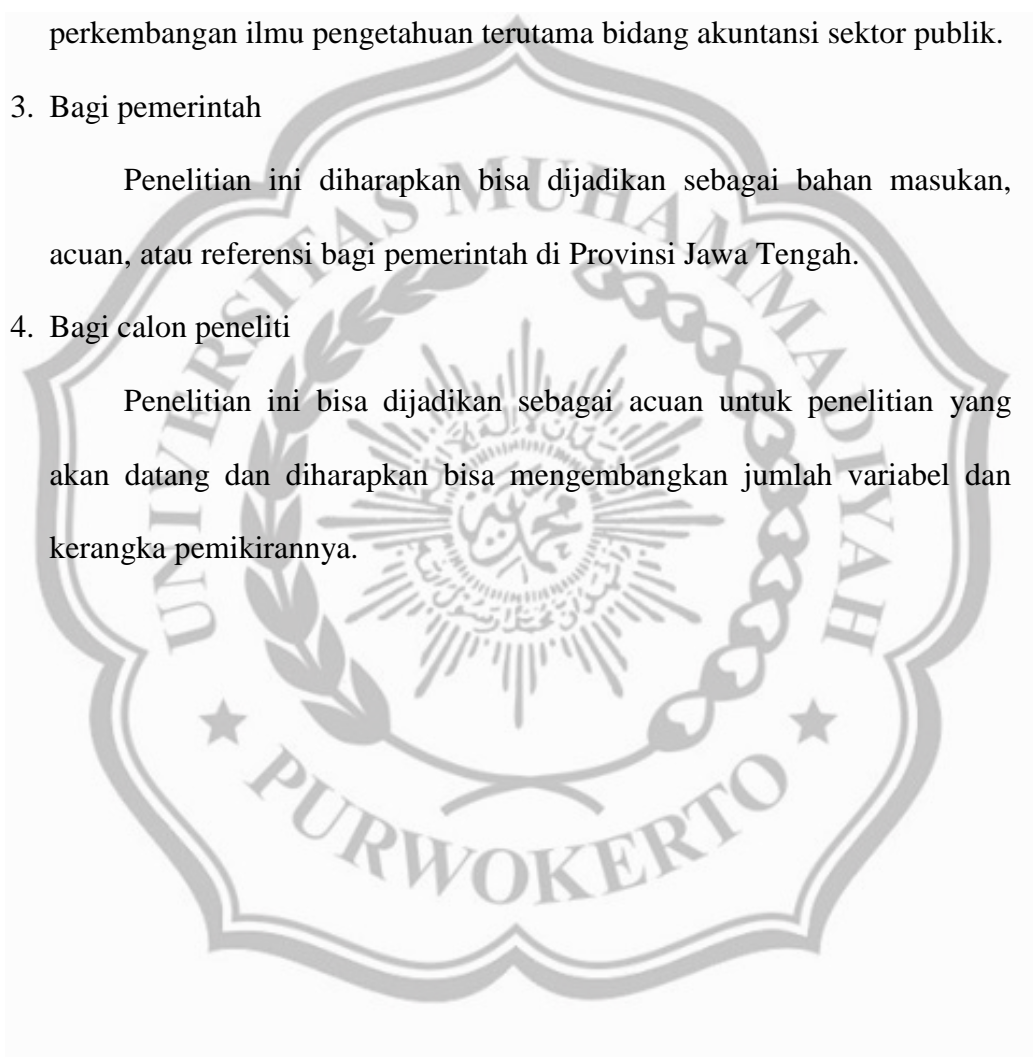 perkembangan ilmu pengetahuan terutama bidang akuntansi sektor publik.
3. Bagi pemerintah
Penelitian ini diharapkan bisa dijadikan sebagai bahan masukan,
acuan, atau referensi bagi pemerintah di Provinsi Jawa Tengah.
4. Bagi calon peneliti
Penelitian ini bisa dijadikan sebagai acuan untuk penelitian yang
akan datang dan diharapkan bisa mengembangkan jumlah variabel dan
kerangka pemikirannya.
UNIVERSITAS MUHAMMADIYAH
PURWOKERTO